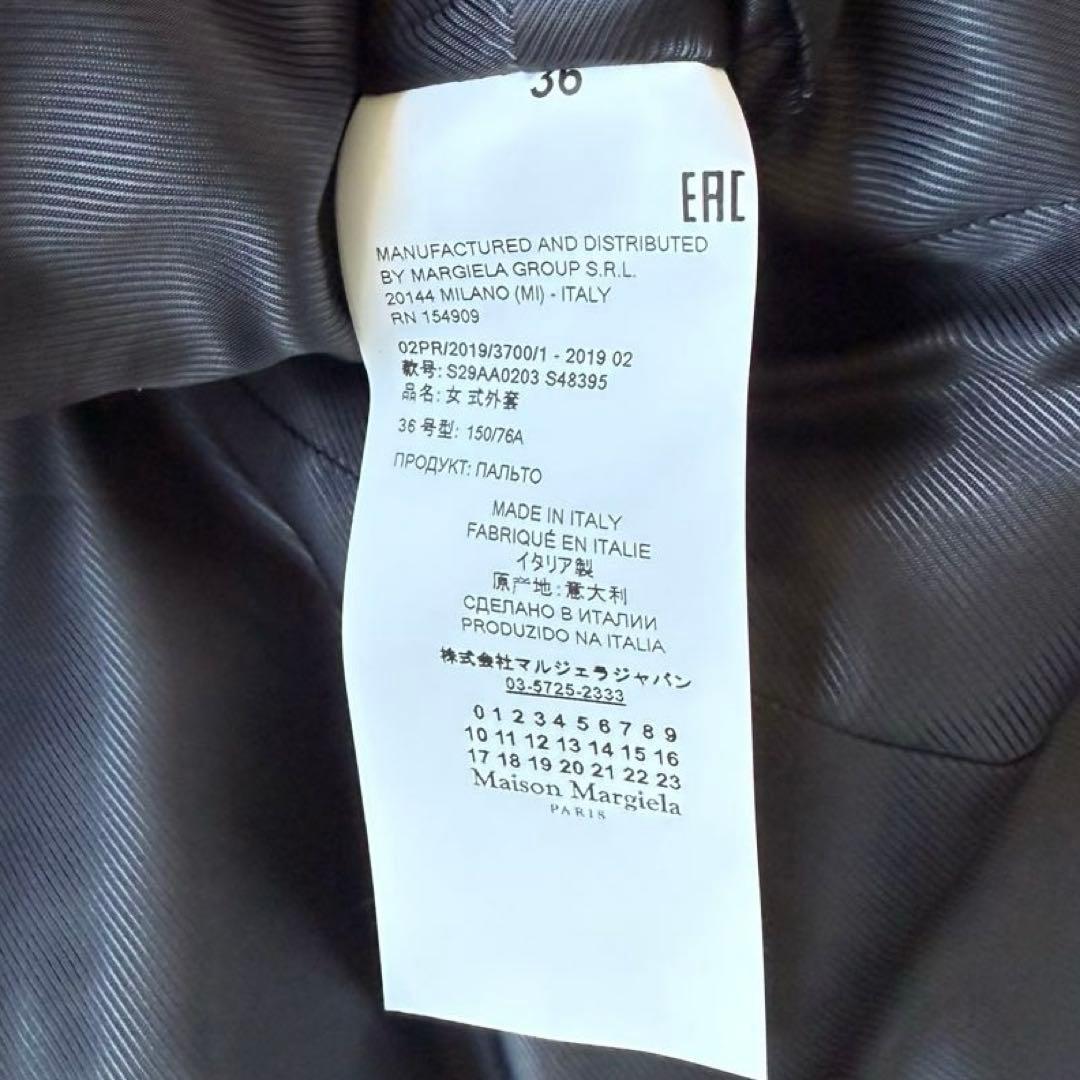 36
EAC
MANUFACTURED AND DISTRIBUTED
BY MARGIELA GROUP S.R.L.
20144 MILANO (MI) - ITALY
RN 154909
02PR/2019/3700/1 - 2019 02
款号: S29AA0203 S48395
品名: 女式外套
36 号型: 150/76A
ПРОДУКТ: ПАЛЬТО
MADE IN ITALY
FABRIQUÉ EN ITALIE
イタリア製
原产地: 意大利
СДЕЛАНО В ИТАЛИИ
PRODUZIDO NA ITALIA
株式会社マルジェラジャパン
03-5725-2333
0 1 2 3 4 5 6 7 8 9
10 11 12 13 14 15 16
17 18 19 20 21 22 23
Maison Margiela
PARIS